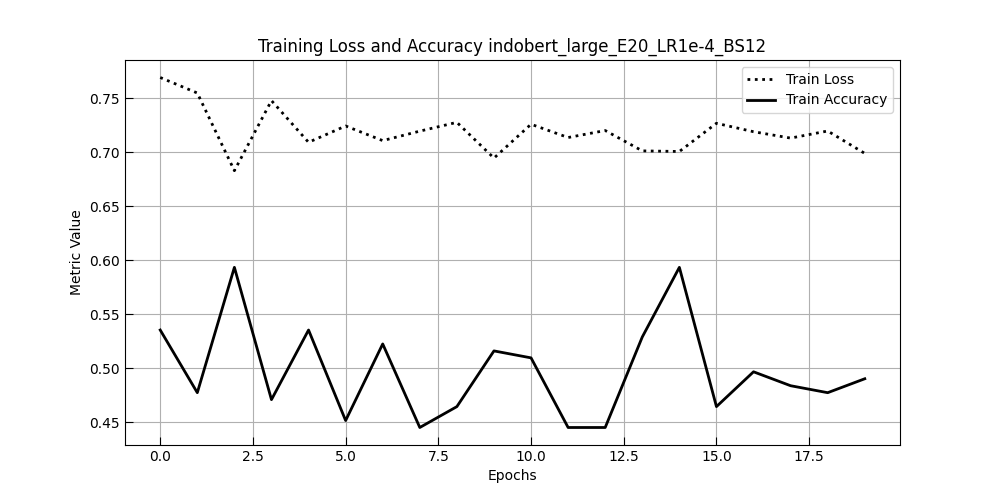 Training Loss and Accuracy indobert_large_E20_LR1e-4_BS12
Train Loss
Train Accuracy
Metric Value
0.75
0.70
0.65
0.60
0.55
0.50
0.45
0.0 2.5 5.0 7.5 10.0 12.5 15.0 17.5
Epochs